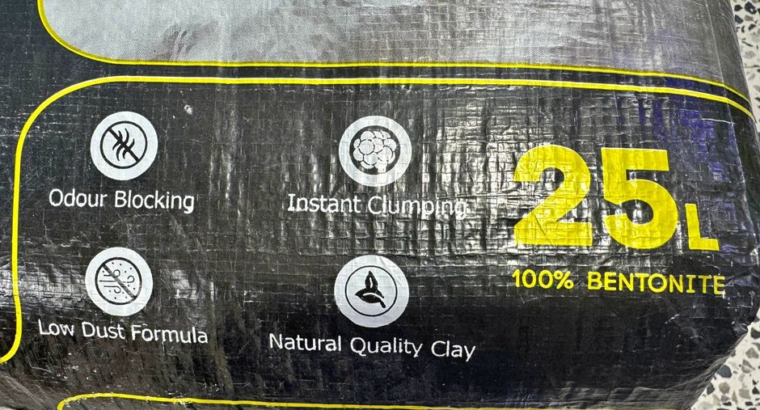 Odour Blocking
Instant Clumping
25L
100% BENTONITE
Low Dust Formula
Natural Quality Clay